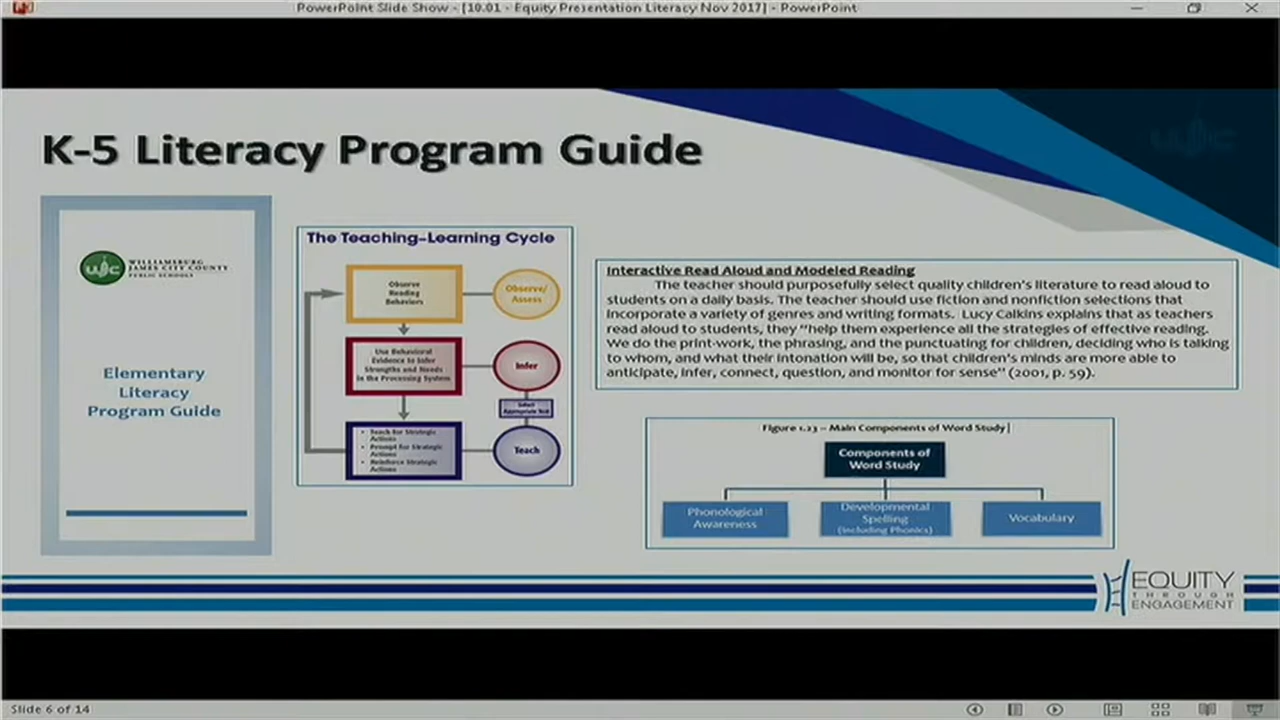 PowerPoint Slide Show - [10.01 - Equity Presentation Literacy Nov 2017] - PowerPoint
K-5 Literacy Program Guide
WJC
WILLIAMSBURG
JAMES CITY COUNTY
PUBLIC SCHOOLS
Elementary
Literacy
Program Guide
The Teaching-Learning Cycle
Observe
Reading
Behaviors
Observe/
Assess
Use Behavioral
Evidence to Infer
Strengths and Needs
in the Processing System
Infer
Select
Appropriate Text
• Teach for Strategic
Actions
• Prompt for Strategic
Actions
• Reinforce Strategic
Actions
Teach
Interactive Read Aloud and Modeled Reading
The teacher should purposefully select quality children's literature to read aloud to
students on a daily basis. The teacher should use fiction and nonfiction selections that
incorporate a variety of genres and writing formats. Lucy Calkins explains that as teachers
read aloud to students, they "help them experience all the strategies of effective reading.
We do the print-work, the phrasing, and the punctuating for children, deciding who is talking
to whom, and what their intonation will be, so that children's minds are more able to
anticipate, infer, connect, question, and monitor for sense" (2001, p. 59).
Figure 1.23 – Main Components of Word Study
Components of
Word Study
Phonological
Awareness
Developmental
Spelling
(including Phonics)
Vocabulary
EQUITY
THROUGH
ENGAGEMENT
Slide 6 of 14